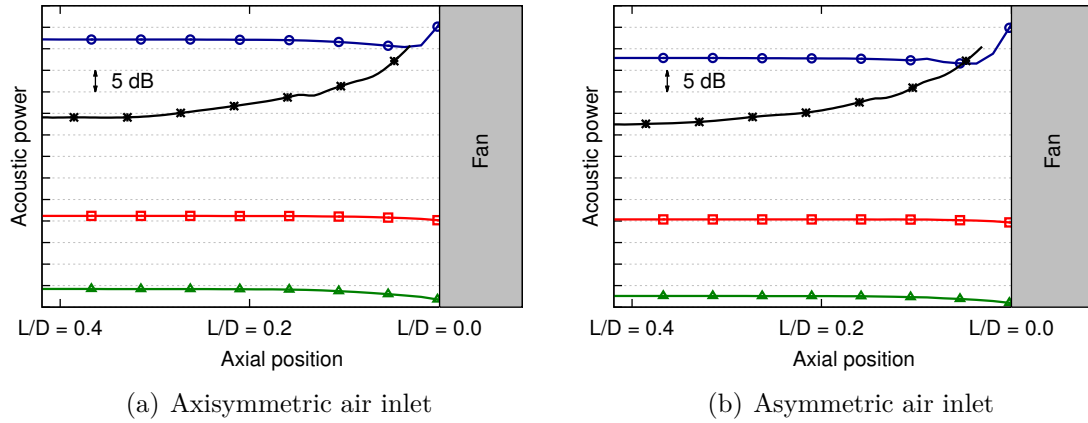 Acoustic power
5 dB
Fan
L/D = 0.4
L/D = 0.2
L/D = 0.0
Axial position
(a) Axisymmetric air inlet
Acoustic power
5 dB
Fan
L/D = 0.4
L/D = 0.2
L/D = 0.0
Axial position
(b) Asymmetric air inlet